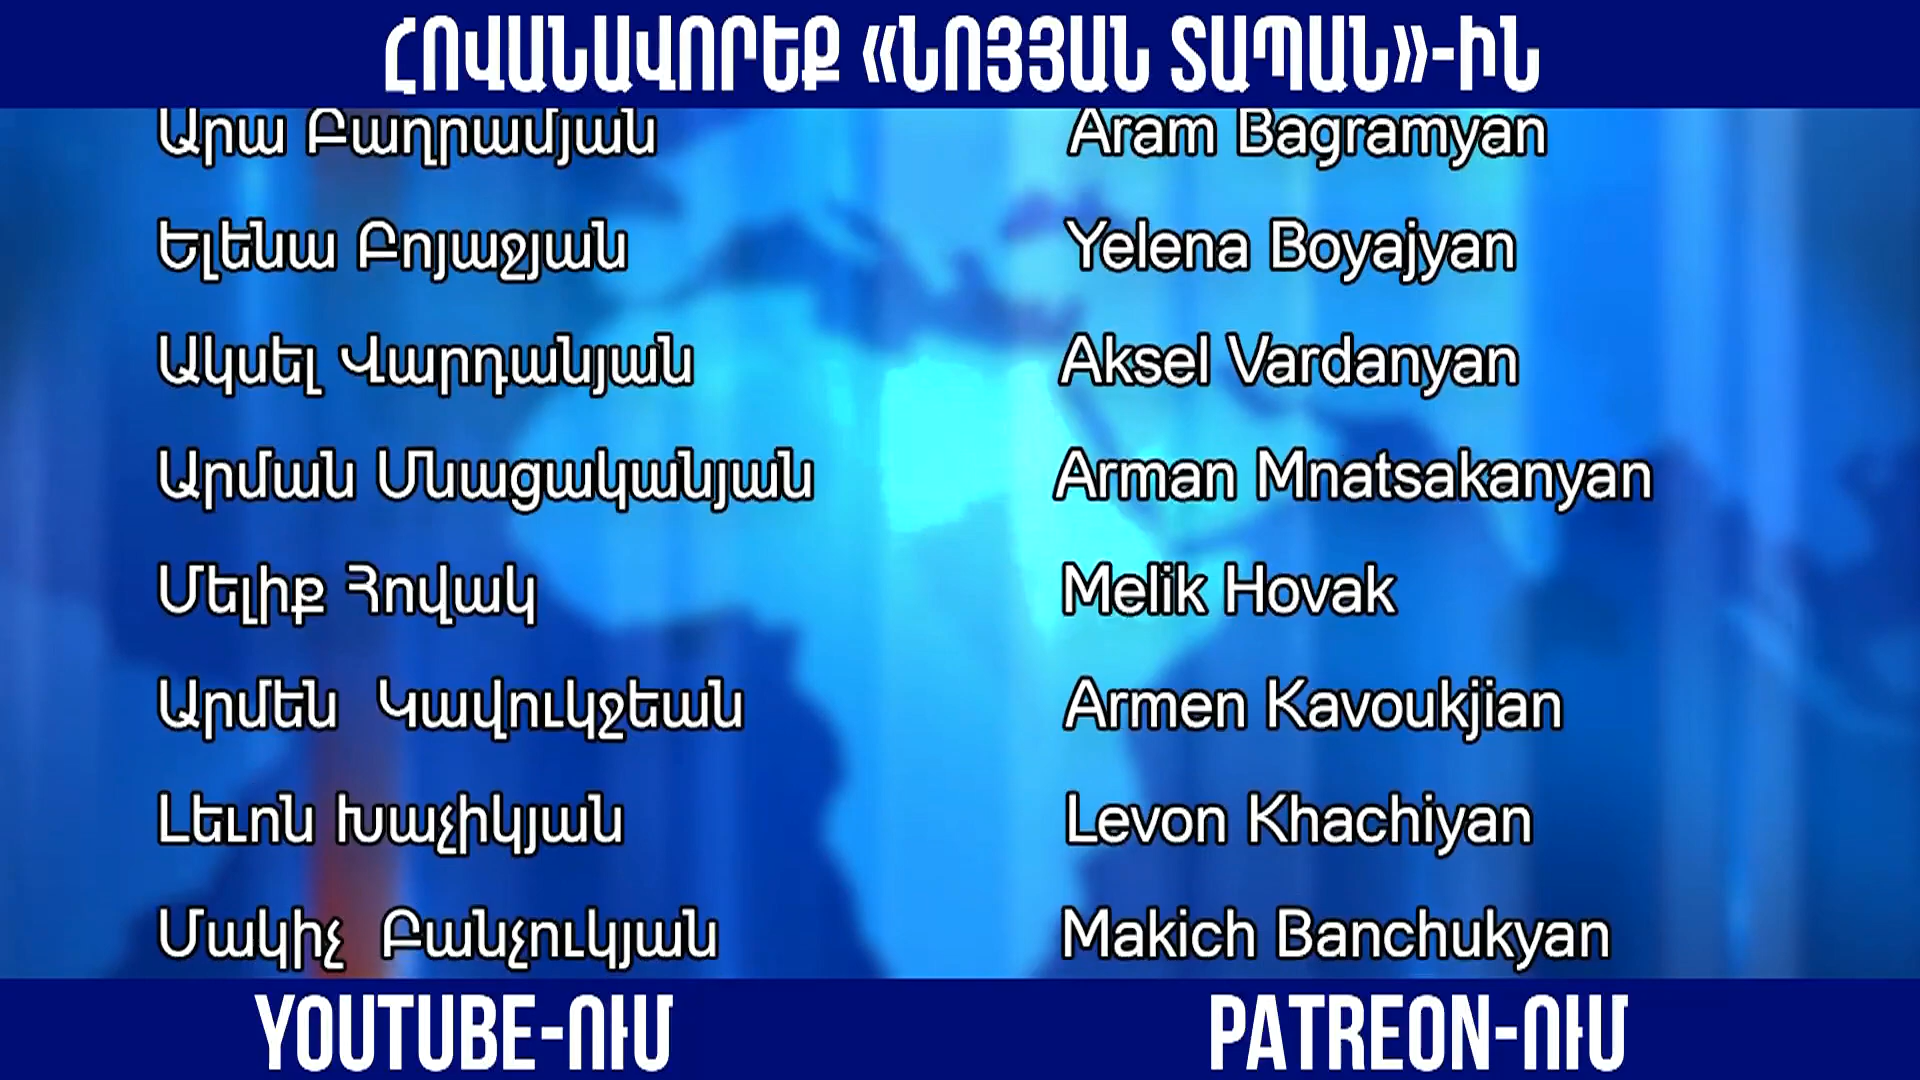 ՀՈՎԱՆԱՎՈՐԵՔ «ՆՈՅՅԱՆ ՏԱՊԱՆ»-ԻՆ
Արա Բաղրամյան Aram Bagramyan
Ելենա Բոյաջյան Yelena Boyajyan
Ակսել Վարդանյան Aksel Vardanyan
Արման Մնացականյան Arman Mnatsakanyan
Մելիք Հովակ Melik Hovak
Արմեն Կավուկջեան Armen Kavoukjian
Լեւոն Խաչիկյան Levon Khachiyan
Մակիչ Բանչուկյան Makich Banchukyan
YOUTUBE-ՈՒՄ PATREON-ՈՒՄ